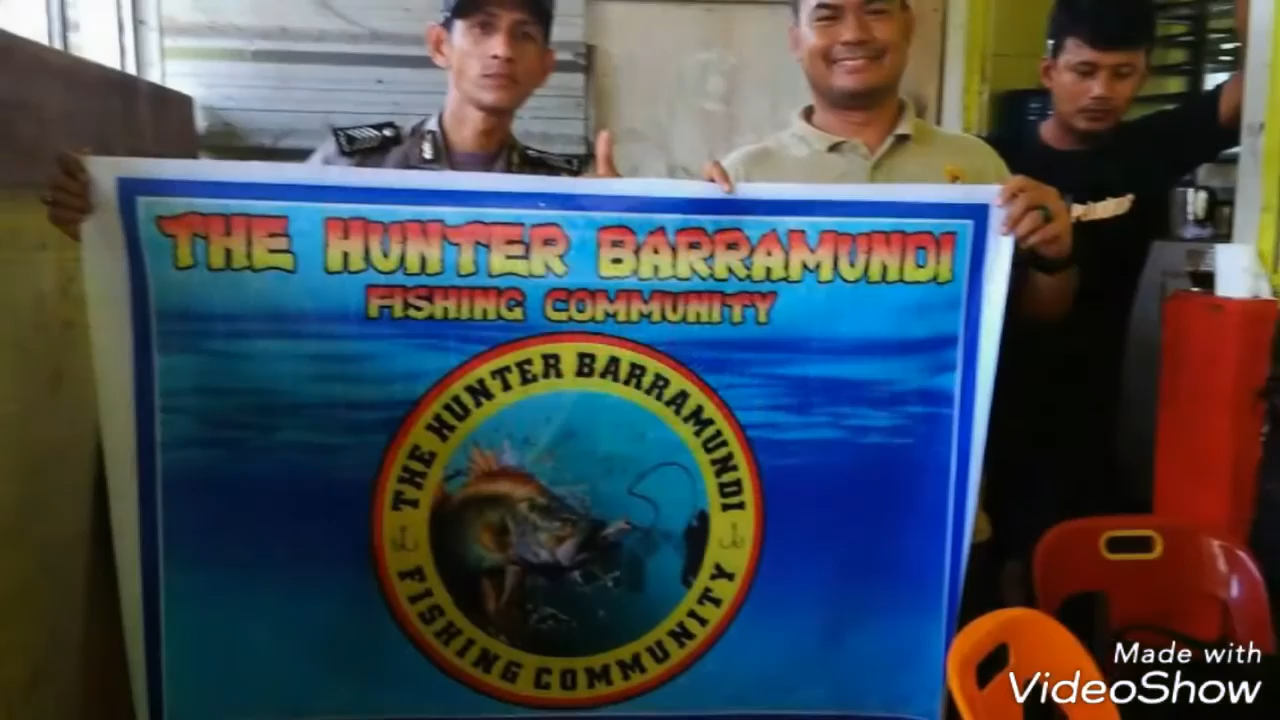 THE HUNTER BARRAMUNDI
FISHING COMMUNITY
THE HUNTER BARRAMUNDI
FISHING COMMUNITY
Made with
VideoShow